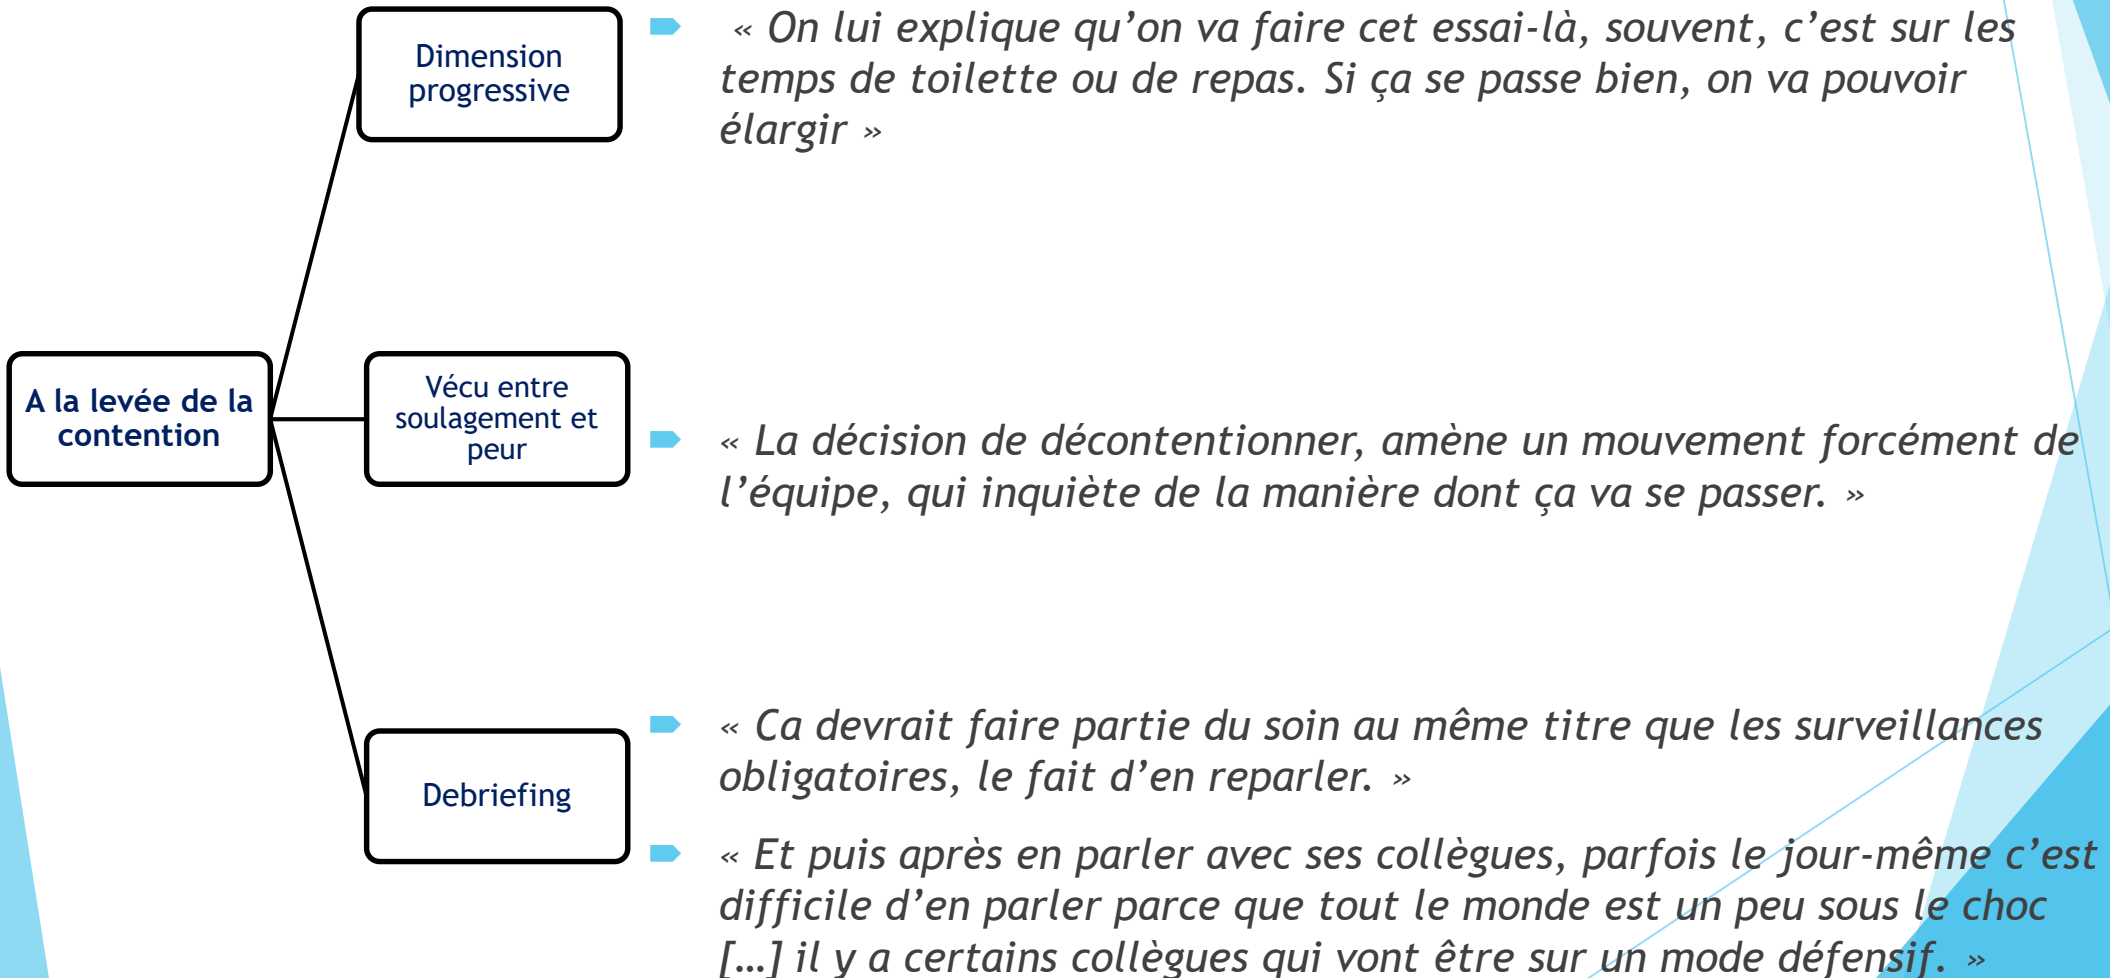 Dimension
progressive
« On lui explique qu’on va faire cet essai-là, souvent, c’est sur les
temps de toilette ou de repas. Si ça se passe bien, on va pouvoir
élargir »
A la levée de la
contention
Vécu entre
soulagement et
peur
« La décision de décontentionner, amène un mouvement forcément de
l’équipe, qui inquiète de la manière dont ça va se passer. »
Debriefing
« Ca devrait faire partie du soin au même titre que les surveillances
obligatoires, le fait d’en reparler. »
« Et puis après en parler avec ses collègues, parfois le jour-même c’est
difficile d’en parler parce que tout le monde est un peu sous le choc
[…] il y a certains collègues qui vont être sur un mode défensif. »